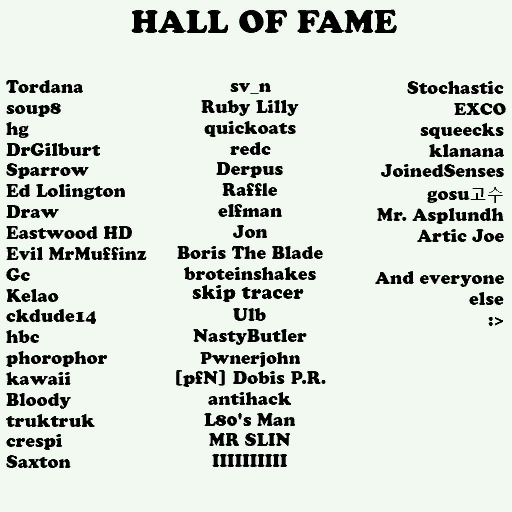 HALL OF FAME
Tordana
soup8
hg
DrGilburt
Sparrow
Ed Lolington
Draw
Eastwood HD
Evil MrMuffinz
Gc
Kelao
ckdude14
hbc
phorophor
kawaii
Bloody
truktruk
crespi
Saxton
sv_n
Ruby Lilly
quickoats
redc
Derpus
Raffle
elfman
Jon
Boris The Blade
broteinshakes
skip tracer
Ulb
NastyButler
Pwnerjohn
[pfN] Dobis P.R.
antihack
L80's Man
MR SLIN
IIIIIIIIII
Stochastic
EXCO
squeecks
klanana
JoinedSenses
gosu고수
Mr. Asplundh
Artic Joe
And everyone
else
:>